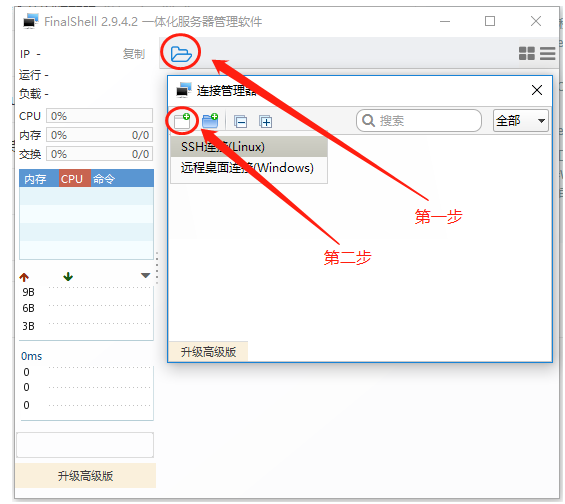 FinalShell 2.9.4.2 一体化服务器管理软件
IP -
复制
运行 -
负载 -
CPU 0%
内存 0% 0/0
交换 0% 0/0
内存 CPU 命令
9B
6B
3B
0ms
0
0
0
升级高级版
连接管理器
搜索
全部
SSH连接(Linux)
远程桌面连接(Windows)
第一步
第二步
升级高级版